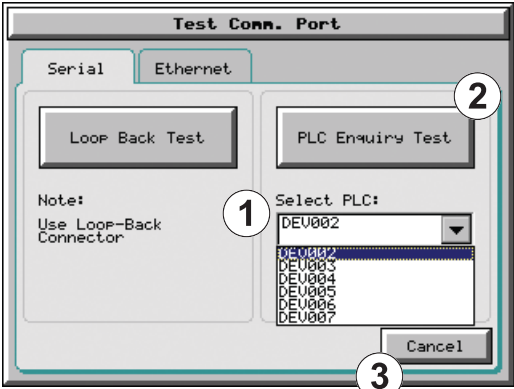 Test Comm. Port
Serial
Ethernet
2
Loop Back Test
PLC Enquiry Test
Note:
Use Loop-Back
Connector
1
Select PLC:
DEV002
DEV002
DEV003
DEV004
DEV005
DEV006
DEV007
Cancel
3